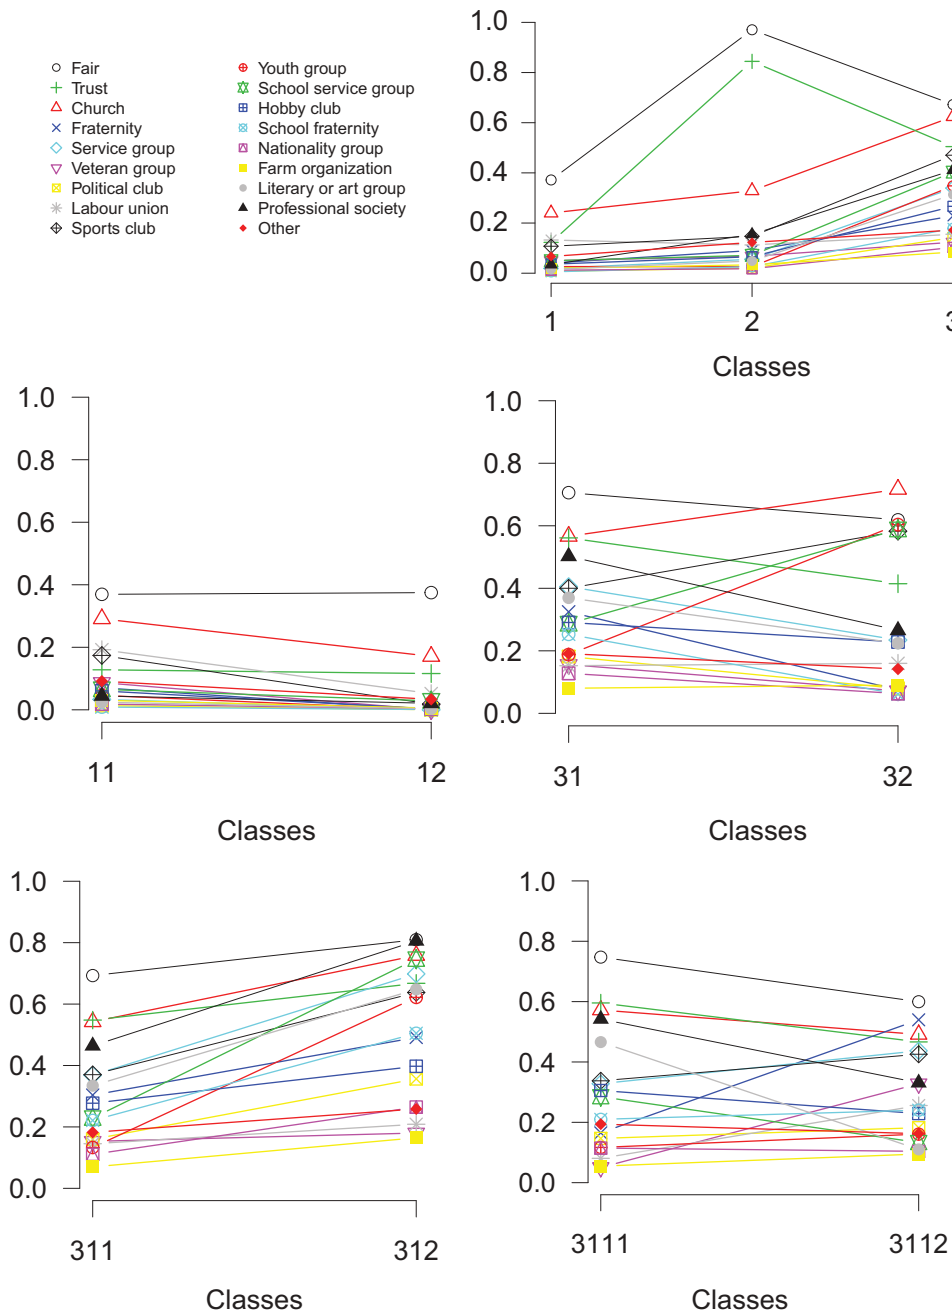 Fair
Trust
Church
Fraternity
Service group
Veteran group
Political club
Labour union
Sports club
Youth group
School service group
Hobby club
School fraternity
Nationality group
Farm organization
Literary or art group
Professional society
Other
1.0
0.8
0.6
0.4
0.2
0.0
1 2 3
Classes
1.0
0.8
0.6
0.4
0.2
0.0
11 12
Classes
1.0
0.8
0.6
0.4
0.2
0.0
31 32
Classes
1.0
0.8
0.6
0.4
0.2
0.0
311 312
Classes
1.0
0.8
0.6
0.4
0.2
0.0
3111 3112
Classes